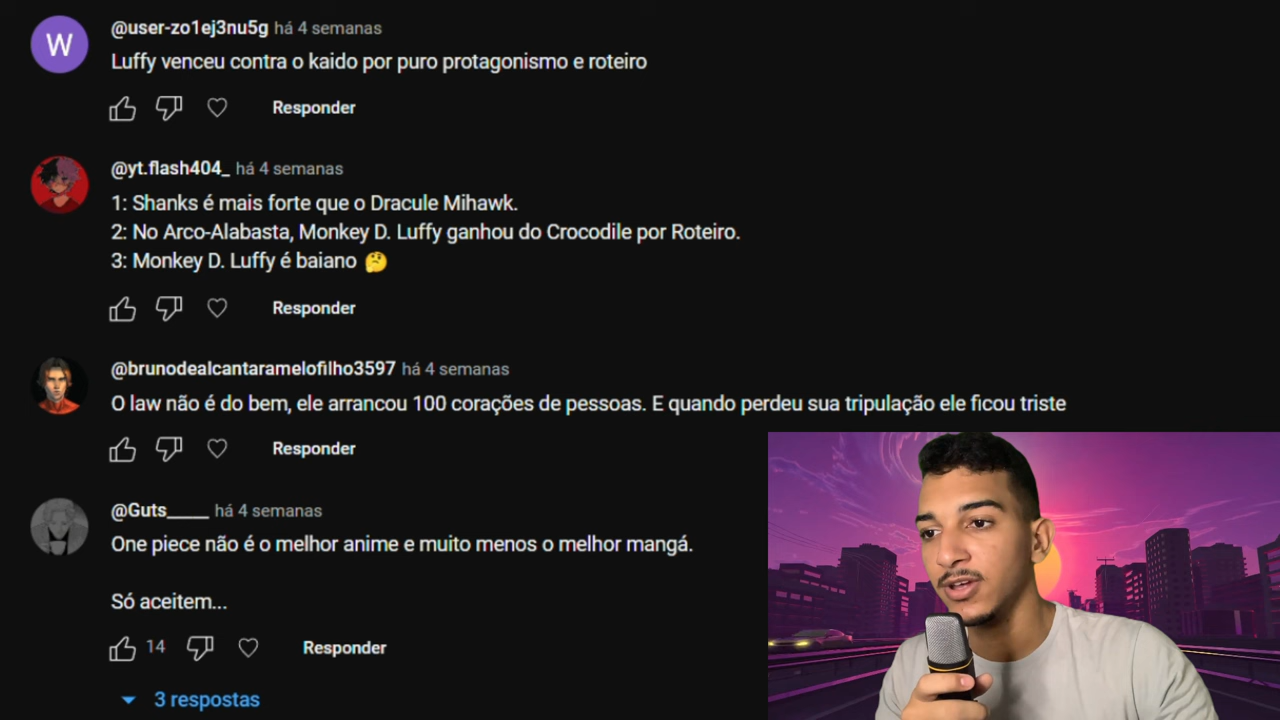 W
@user-zo1ej3nu5g há 4 semanas
Luffy venceu contra o kaido por puro protagonismo e roteiro
Responder
@yt.flash404_ há 4 semanas
1: Shanks é mais forte que o Dracule Mihawk.
2: No Arco-Alabasta, Monkey D. Luffy ganhou do Crocodile por Roteiro.
3: Monkey D. Luffy é baiano 🤔
Responder
@brunodealcantaramelofilho3597 há 4 semanas
O law não é do bem, ele arrancou 100 corações de pessoas. E quando perdeu sua tripulação ele ficou triste
Responder
@Guts_____ há 4 semanas
One piece não é o melhor anime e muito menos o melhor mangá.
Só aceitem...
14 Responder
3 respostas